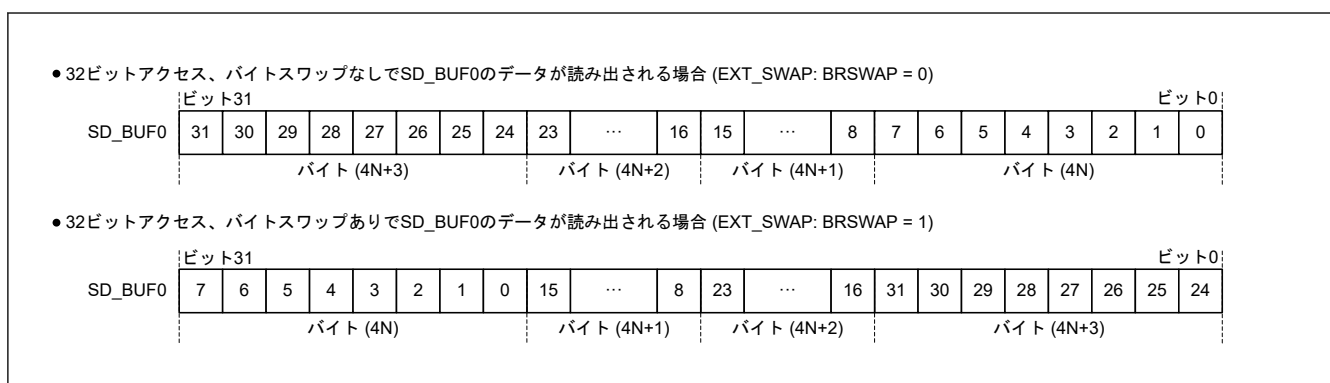 ● 32ビットアクセス、バイトスワップなしでSD_BUF0のデータが読み出される場合 (EXT_SWAP: BRSWAP = 0)
ビット31 ビット0
SD_BUF0 31 30 29 28 27 26 25 24 23 … 16 15 … 8 7 6 5 4 3 2 1 0
バイト (4N+3) バイト (4N+2) バイト (4N+1) バイト (4N)
● 32ビットアクセス、バイトスワップありでSD_BUF0のデータが読み出される場合 (EXT_SWAP: BRSWAP = 1)
ビット31 ビット0
SD_BUF0 7 6 5 4 3 2 1 0 15 … 8 23 … 16 31 30 29 28 27 26 25 24
バイト (4N) バイト (4N+1) バイト (4N+2) バイト (4N+3)